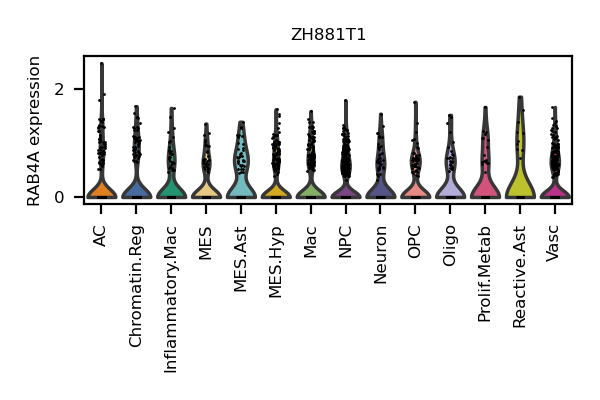 ZH881T1
RAB4A expression
2
0
AC
Chromatin.Reg
Inflammatory.Mac
MES
MES.Ast
MES.Hyp
Mac
NPC
Neuron
OPC
Oligo
Prolif.Metab
Reactive.Ast
Vasc